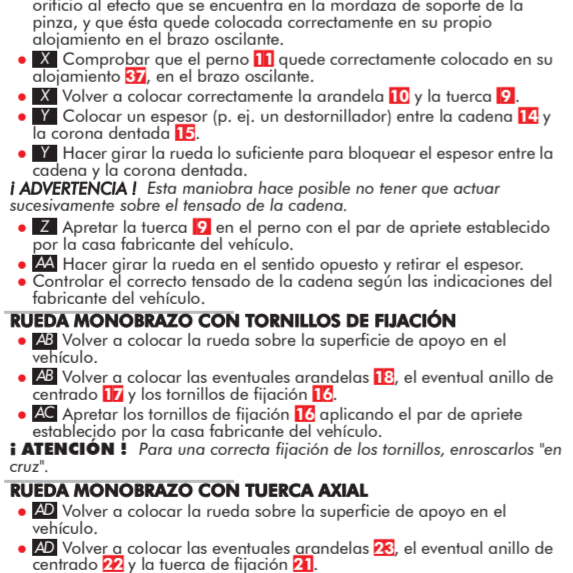 orificio al efecto que se encuentra en la mordaza de soporte de la
pinza, y que ésta quede colocada correctamente en su propio
alojamiento en el brazo oscilante.
● X Comprobar que el perno 11 quede correctamente colocado en su
alojamiento 37, en el brazo oscilante.
● X Volver a colocar correctamente la arandela 10 y la tuerca 9.
● Y Colocar un espesor (p. ej. un destornillador) entre la cadena 14 y
la corona dentada 15.
● Y Hacer girar la rueda lo suficiente para bloquear el espesor entre la
cadena y la corona dentada.
¡ ADVERTENCIA ! Esta maniobra hace posible no tener que actuar
sucesivamente sobre el tensado de la cadena.
● Z Apretar la tuerca 9 en el perno con el par de apriete establecido
por la casa fabricante del vehículo.
● AA Hacer girar la rueda en el sentido opuesto y retirar el espesor.
● Controlar el correcto tensado de la cadena según las indicaciones del
fabricante del vehículo.
RUEDA MONOBRAZO CON TORNILLOS DE FIJACIÓN
● AB Volver a colocar la rueda sobre la superficie de apoyo en el
vehículo.
● AB Volver a colocar las eventuales arandelas 18, el eventual anillo de
centrado 17 y los tornillos de fijación 16.
● AC Apretar los tornillos de fijación 16 aplicando el par de apriete
establecido por la casa fabricante del vehículo.
¡ ATENCIÓN ! Para una correcta fijación de los tornillos, enroscarlos "en
cruz".
RUEDA MONOBRAZO CON TUERCA AXIAL
● AD Volver a colocar la rueda sobre la superficie de apoyo en el
vehículo.
● AD Volver a colocar las eventuales arandelas 23, el eventual anillo de
centrado 22 y la tuerca de fijación 21.